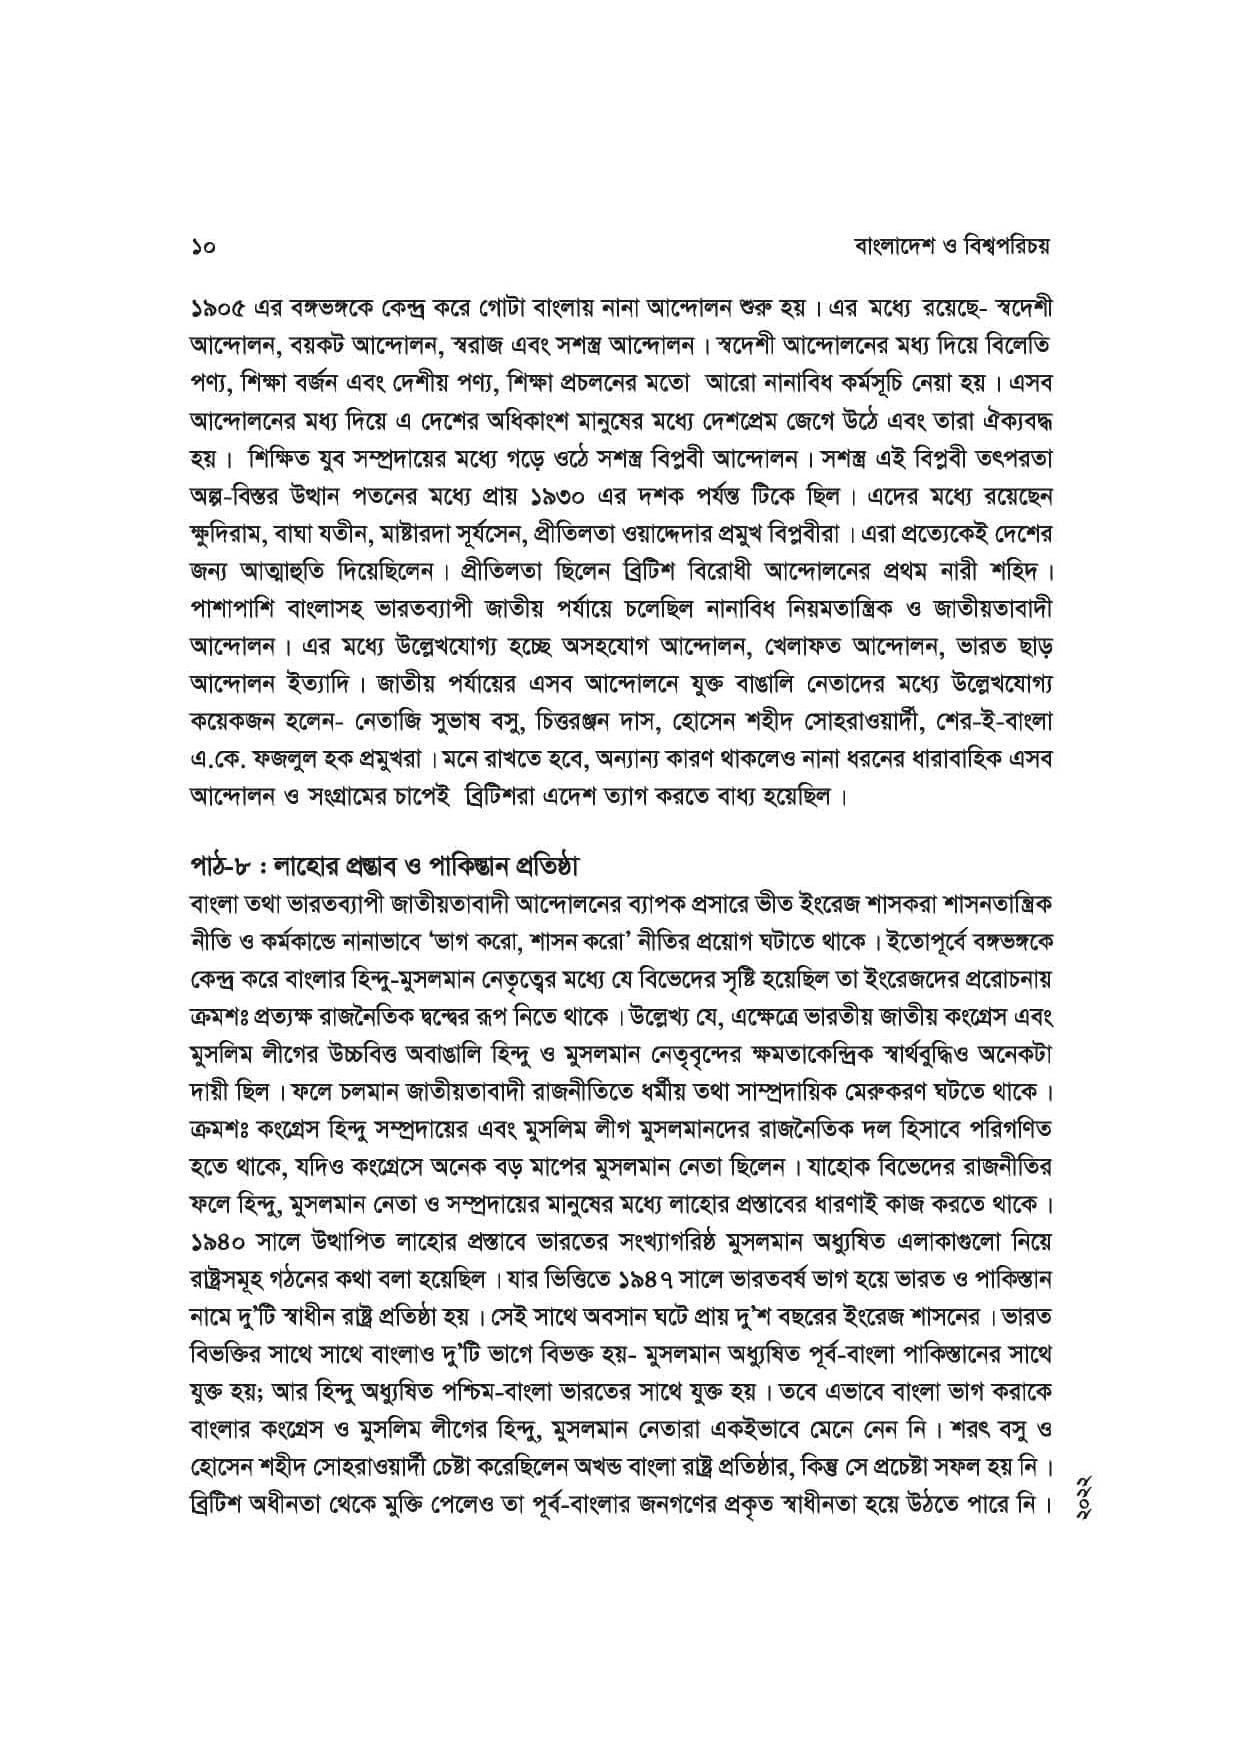 ১০
বাংলাদেশ ও বিশ্বপরিচয়
১৯০৫ এর বঙ্গভঙ্গকে কেন্দ্র করে গোটা বাংলায় নানা আন্দোলন শুরু হয়। এর মধ্যে রয়েছে- স্বদেশী
আন্দোলন, বয়কট আন্দোলন, স্বরাজ এবং সশস্ত্র আন্দোলন। স্বদেশী আন্দোলনের মধ্য দিয়ে বিলেতি
পণ্য, শিক্ষা বর্জন এবং দেশীয় পণ্য, শিক্ষা প্রচলনের মতো আরো নানাবিধ কর্মসূচি নেয়া হয়। এসব
আন্দোলনের মধ্য দিয়ে এ দেশের অধিকাংশ মানুষের মধ্যে দেশপ্রেম জেগে উঠে এবং তারা ঐক্যবদ্ধ
হয়। শিক্ষিত যুব সম্প্রদায়ের মধ্যে গড়ে ওঠে সশস্ত্র বিপ্লবী আন্দোলন। সশস্ত্র এই বিপ্লবী তৎপরতা
অল্প-বিস্তর উত্থান পতনের মধ্যে প্রায় ১৯৩০ এর দশক পর্যন্ত টিকে ছিল। এদের মধ্যে রয়েছেন
ক্ষুদিরাম, বাঘা যতীন, মাষ্টারদা সূর্যসেন, প্রীতিলতা ওয়াদ্দেদার প্রমুখ বিপ্লবীরা। এরা প্রত্যেকেই দেশের
জন্য আত্মাহুতি দিয়েছিলেন। প্রীতিলতা ছিলেন ব্রিটিশ বিরোধী আন্দোলনের প্রথম নারী শহিদ।
পাশাপাশি বাংলাসহ ভারতব্যাপী জাতীয় পর্যায়ে চলেছিল নানাবিধ নিয়মতান্ত্রিক ও জাতীয়তাবাদী
আন্দোলন। এর মধ্যে উল্লেখযোগ্য হচ্ছে অসহযোগ আন্দোলন, খেলাফত আন্দোলন, ভারত ছাড়
আন্দোলন ইত্যাদি। জাতীয় পর্যায়ের এসব আন্দোলনে যুক্ত বাঙালি নেতাদের মধ্যে উল্লেখযোগ্য
কয়েকজন হলেন- নেতাজি সুভাষ বসু, চিত্তরঞ্জন দাস, হোসেন শহীদ সোহরাওয়ার্দী, শের-ই-বাংলা
এ.কে. ফজলুল হক প্রমুখরা। মনে রাখতে হবে, অন্যান্য কারণ থাকলেও নানা ধরনের ধারাবাহিক এসব
আন্দোলন ও সংগ্রামের চাপেই ব্রিটিশরা এদেশ ত্যাগ করতে বাধ্য হয়েছিল।
পাঠ-৮ : লাহোর প্রস্তাব ও পাকিস্তান প্রতিষ্ঠা
বাংলা তথা ভারতব্যাপী জাতীয়তাবাদী আন্দোলনের ব্যাপক প্রসারে ভীত ইংরেজ শাসকরা শাসনতান্ত্রিক
নীতি ও কর্মকান্ডে নানাভাবে ‘ভাগ করো, শাসন করো’ নীতির প্রয়োগ ঘটাতে থাকে। ইতোপূর্বে বঙ্গভঙ্গকে
কেন্দ্র করে বাংলার হিন্দু-মুসলমান নেতৃত্বের মধ্যে যে বিভেদের সৃষ্টি হয়েছিল তা ইংরেজদের প্ররোচনায়
ক্রমশঃ প্রত্যক্ষ রাজনৈতিক দ্বন্দ্বের রূপ নিতে থাকে। উল্লেখ্য যে, এক্ষেত্রে ভারতীয় জাতীয় কংগ্রেস এবং
মুসলিম লীগের উচ্চবিত্ত অবাঙালি হিন্দু ও মুসলমান নেতৃবৃন্দের ক্ষমতাকেন্দ্রিক স্বার্থবুদ্ধিও অনেকটা
দায়ী ছিল। ফলে চলমান জাতীয়তাবাদী রাজনীতিতে ধর্মীয় তথা সাম্প্রদায়িক মেরুকরণ ঘটতে থাকে।
ক্রমশঃ কংগ্রেস হিন্দু সম্প্রদায়ের এবং মুসলিম লীগ মুসলমানদের রাজনৈতিক দল হিসাবে পরিগণিত
হতে থাকে, যদিও কংগ্রেসে অনেক বড় মাপের মুসলমান নেতা ছিলেন। যাহোক বিভেদের রাজনীতির
ফলে হিন্দু, মুসলমান নেতা ও সম্প্রদায়ের মানুষের মধ্যে লাহোর প্রস্তাবের ধারণাই কাজ করতে থাকে।
১৯৪০ সালে উত্থাপিত লাহোর প্রস্তাবে ভারতের সংখ্যাগরিষ্ঠ মুসলমান অধ্যুষিত এলাকাগুলো নিয়ে
রাষ্ট্রসমূহ গঠনের কথা বলা হয়েছিল। যার ভিত্তিতে ১৯৪৭ সালে ভারতবর্ষ ভাগ হয়ে ভারত ও পাকিস্তান
নামে দু’টি স্বাধীন রাষ্ট্র প্রতিষ্ঠা হয়। সেই সাথে অবসান ঘটে প্রায় দু’শ বছরের ইংরেজ শাসনের। ভারত
বিভক্তির সাথে সাথে বাংলাও দু’টি ভাগে বিভক্ত হয়- মুসলমান অধ্যুষিত পূর্ব-বাংলা পাকিস্তানের সাথে
যুক্ত হয়; আর হিন্দু অধ্যুষিত পশ্চিম-বাংলা ভারতের সাথে যুক্ত হয়। তবে এভাবে বাংলা ভাগ করাকে
বাংলার কংগ্রেস ও মুসলিম লীগের হিন্দু, মুসলমান নেতারা একইভাবে মেনে নেন নি। শরৎ বসু ও
হোসেন শহীদ সোহরাওয়ার্দী চেষ্টা করেছিলেন অখন্ড বাংলা রাষ্ট্র প্রতিষ্ঠার, কিন্তু সে প্রচেষ্টা সফল হয় নি।
ব্রিটিশ অধীনতা থেকে মুক্তি পেলেও তা পূর্ব-বাংলার জনগণের প্রকৃত স্বাধীনতা হয়ে উঠতে পারে নি।
২০২২